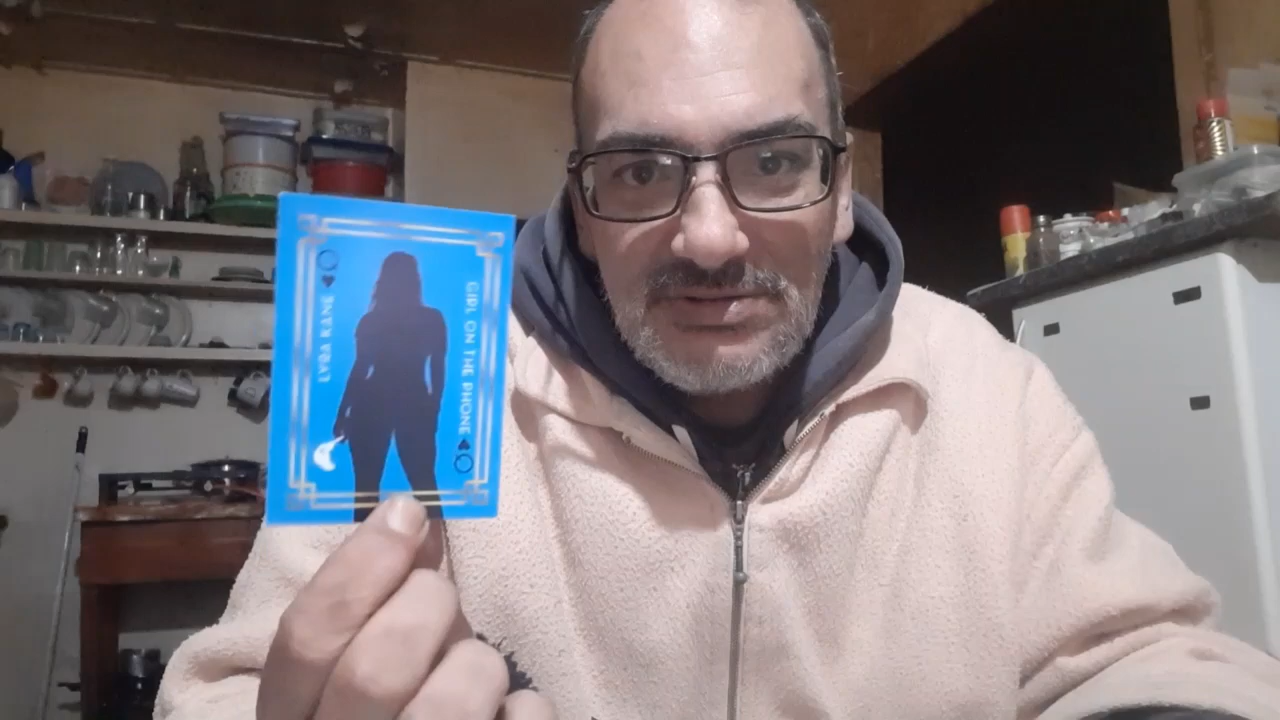 Q♥ LYRA KANE
GIRL ON THE PHONE ♥Q